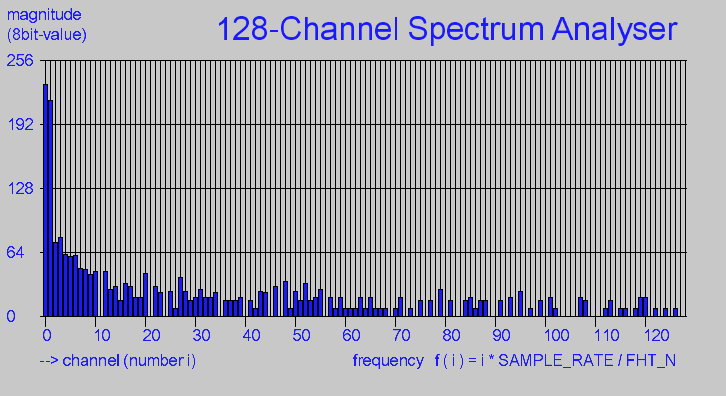 magnitude
(8bit-value)
128-Channel Spectrum Analyser
256
192
128
64
0
0 10 20 30 40 50 60 70 80 90 100 110 120
--> channel (number i)
frequency f ( i ) = i * SAMPLE_RATE / FHT_N